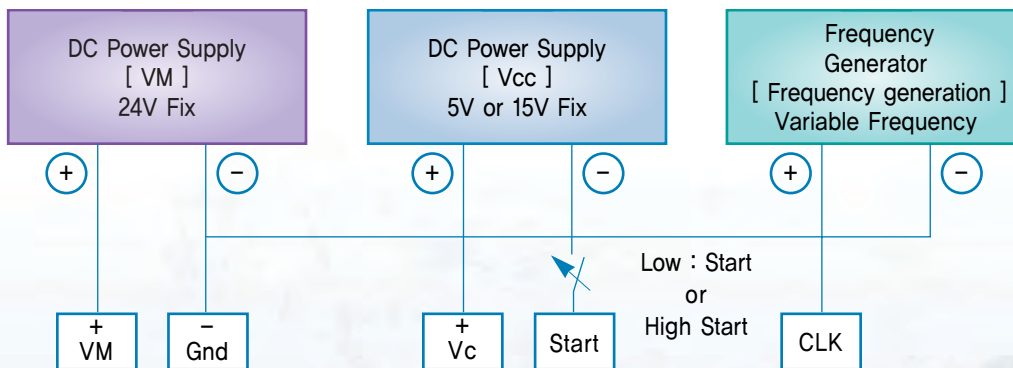 DC Power Supply
[ VM ]
24V Fix
DC Power Supply
[ Vcc ]
5V or 15V Fix
Frequency
Generator
[ Frequency generation ]
Variable Frequency
+
−
+
−
+
−
Low : Start
or
High Start
+
VM
−
Gnd
+
Vc
Start
CLK